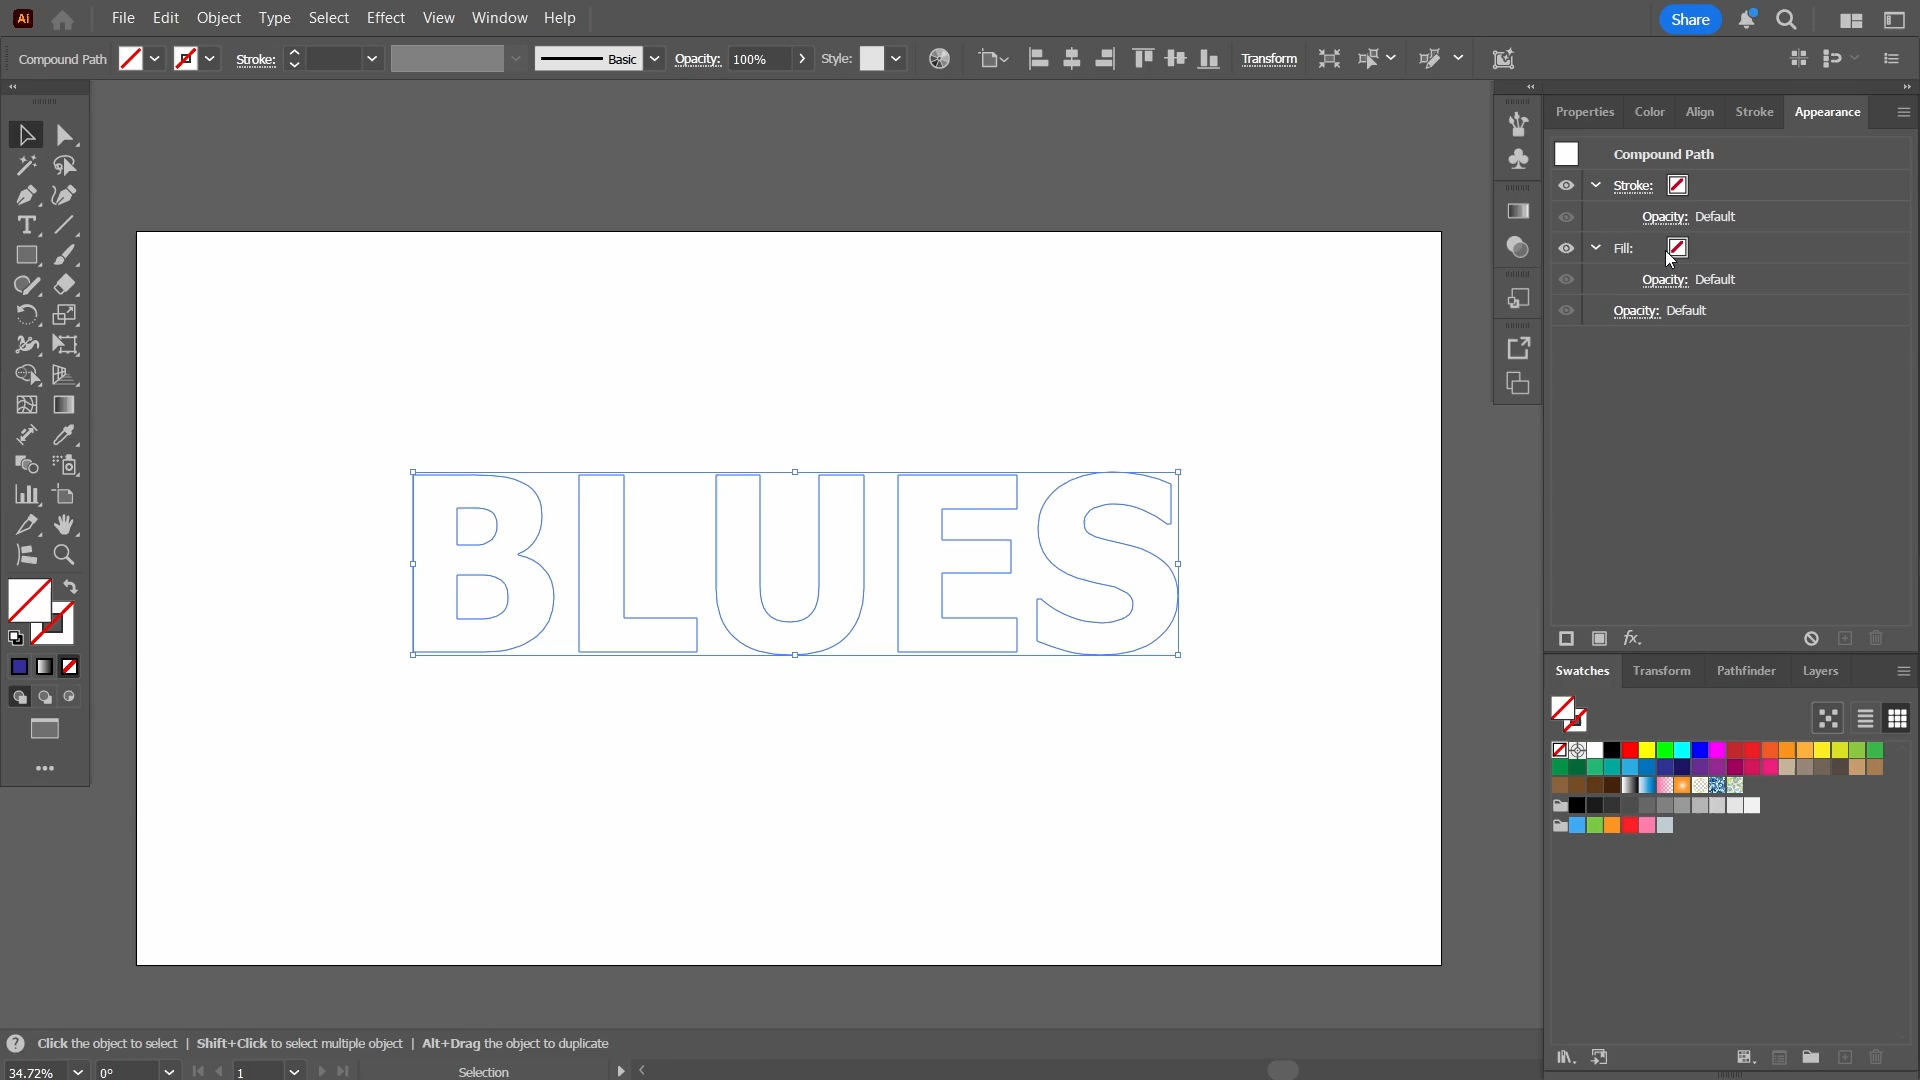 Ai File Edit Object Type Select Effect View Window Help Share
Compound Path Stroke: Basic Opacity: 100% Style: Transform
Properties Color Align Stroke Appearance
Compound Path
Stroke:
Opacity: Default
Fill:
Opacity: Default
Opacity: Default
BLUES
fx.
Swatches Transform Pathfinder Layers
Click the object to select | Shift+Click to select multiple object | Alt+Drag the object to duplicate
34.72% 0° 1 Selection